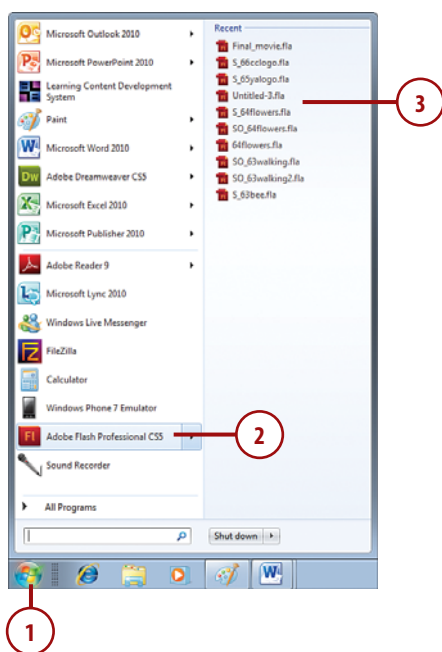 Microsoft Outlook 2010
Microsoft PowerPoint 2010
Learning Content Development
System
Paint
Microsoft Word 2010
Adobe Dreamweaver CS5
Microsoft Excel 2010
Microsoft Publisher 2010
Adobe Reader 9
Microsoft Lync 2010
Windows Live Messenger
FileZilla
Calculator
Windows Phone 7 Emulator
Adobe Flash Professional CS5
Sound Recorder
All Programs
Recent
Final_movie.fla
S_66cclogo.fla
S_65yalogo.fla
Untitled-3.fla
S_64flowers.fla
SO_64flowers.fla
64flowers.fla
SO_63walking.fla
SO_63walking2.fla
S_63bee.fla
Shut down
1
2
3